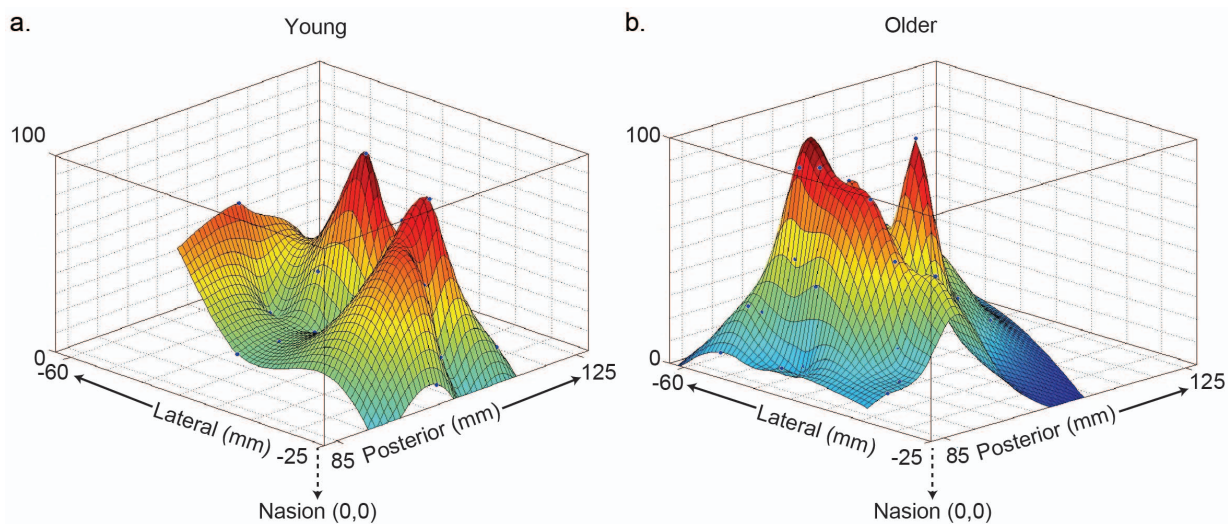 a.
Young
100
0
-60
Lateral (mm)
-25
85
Posterior (mm)
125
Nasion (0,0)
b.
Older
100
0
-60
Lateral (mm)
-25
85
Posterior (mm)
125
Nasion (0,0)